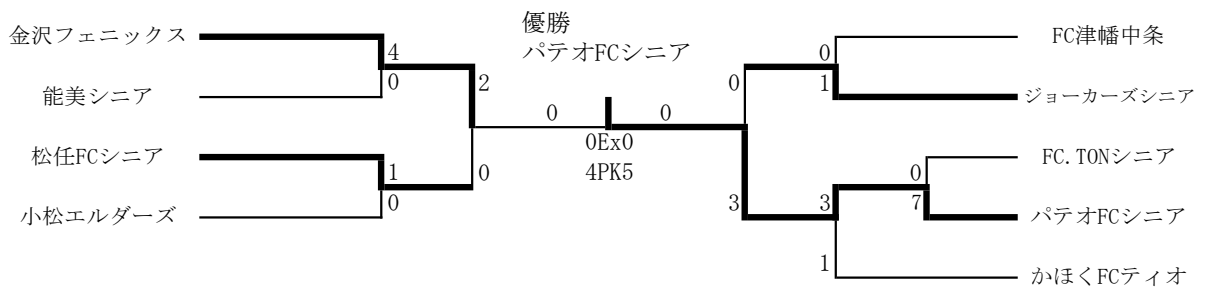 優勝
パテオFCシニア
金沢フェニックス
4
0
能美シニア
2
松任FCシニア
1
0
0
小松エルダーズ
0
0
0Ex0
4PK5
FC津幡中条
0
1
0
ジョーカーズシニア
FC.TONシニア
0
7
3
3
パテオFCシニア
1
かほくFCティオ